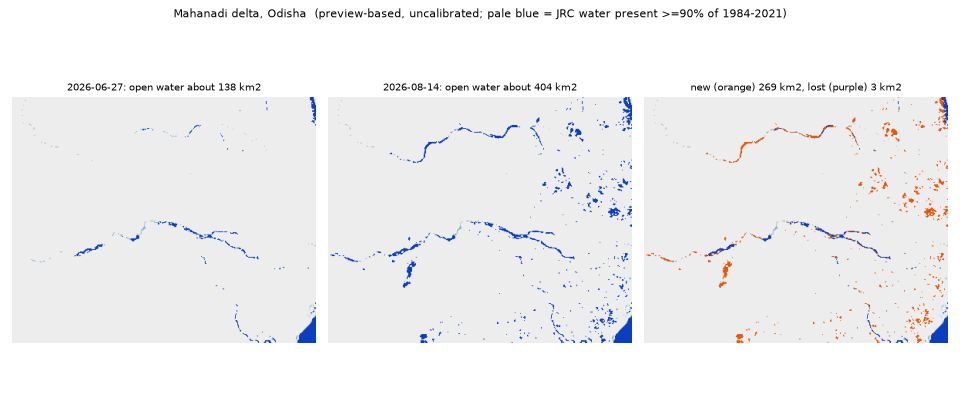 Mahanadi delta, Odisha  (preview-based, uncalibrated; pale blue = JRC water present >=90% of 1984-2021)
2026-06-27: open water about 138 km2
2026-08-14: open water about 404 km2
new (orange) 269 km2, lost (purple) 3 km2